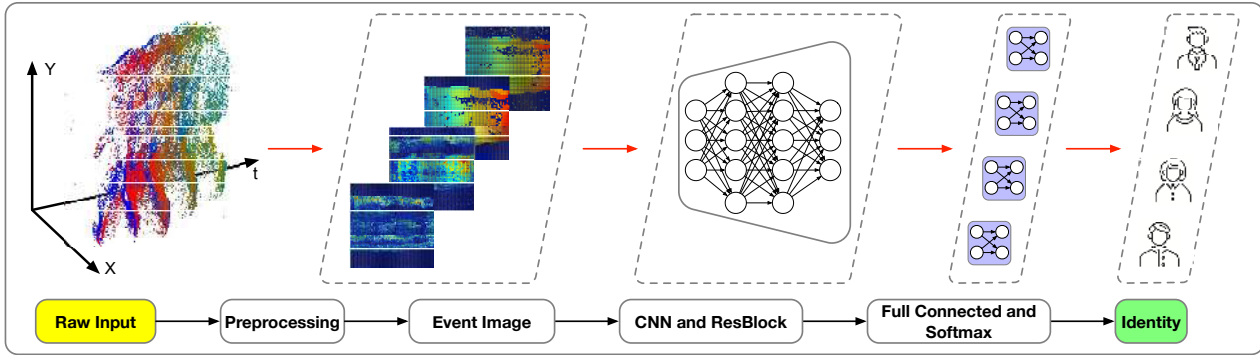 Y
t
X
Raw Input
Preprocessing
Event Image
CNN and ResBlock
Full Connected and
Softmax
Identity